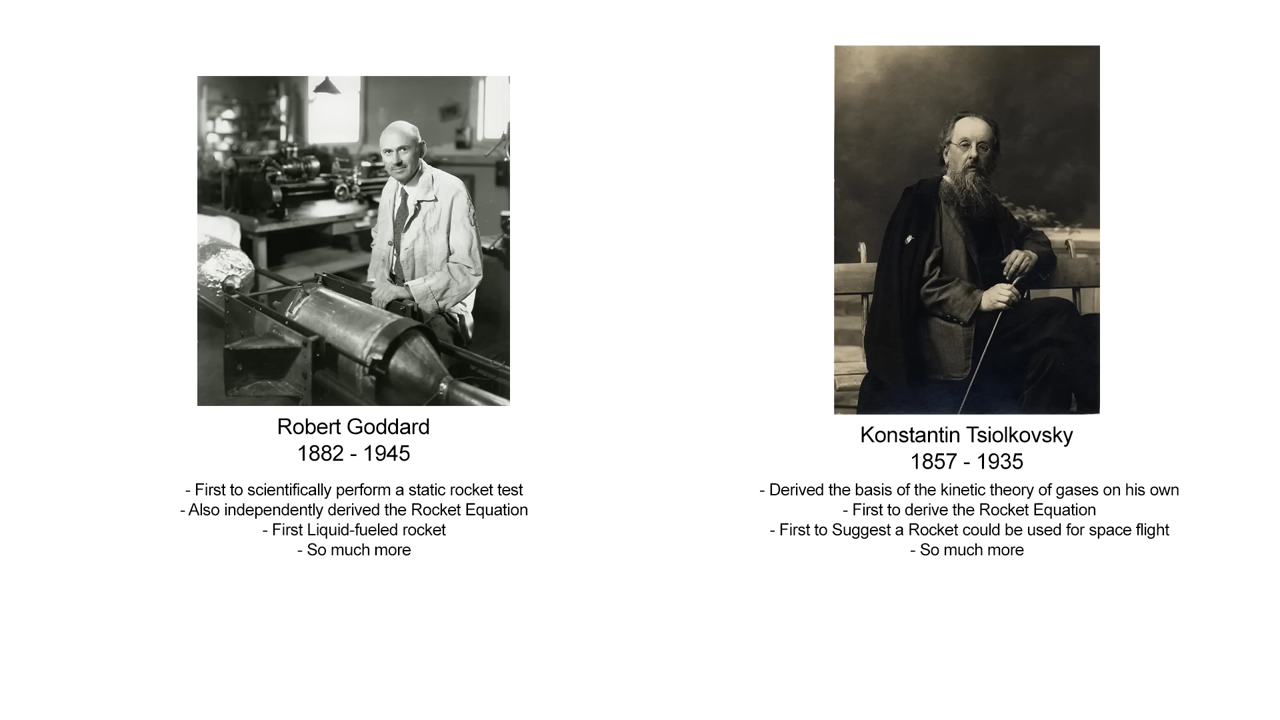 Robert Goddard
1882 - 1945
- First to scientifically perform a static rocket test
- Also independently derived the Rocket Equation
- First Liquid-fueled rocket
- So much more
Konstantin Tsiolkovsky
1857 - 1935
- Derived the basis of the kinetic theory of gases on his own
- First to derive the Rocket Equation
- First to Suggest a Rocket could be used for space flight
- So much more